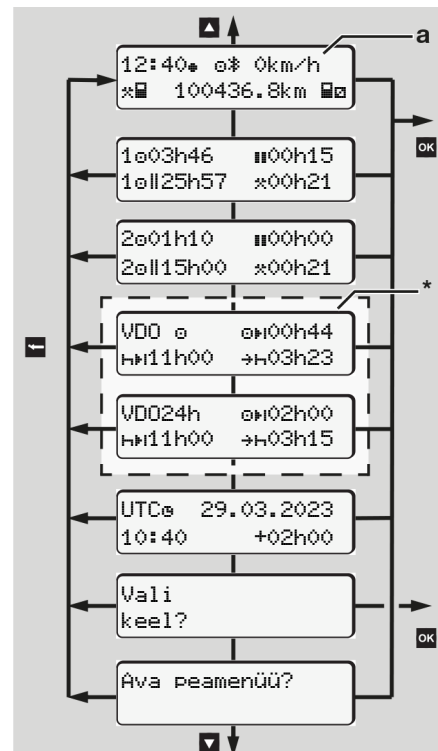 a
12:40● ⊙ᛒ 0km/h
100436.8km
OK
1⊙03h46 ॥00h15
1⊙॥25h57 ⚒00h21
2⊙01h10 ॥00h00
2⊙॥15h00 ⚒00h21
*
VDO ⊙ ⊙00h44
11h00 03h23
VDO24h ⊙02h00
11h00 03h15
UTC 29.03.2023
10:40 +02h00
Vali
keel?
OK
Ava peamenüü?